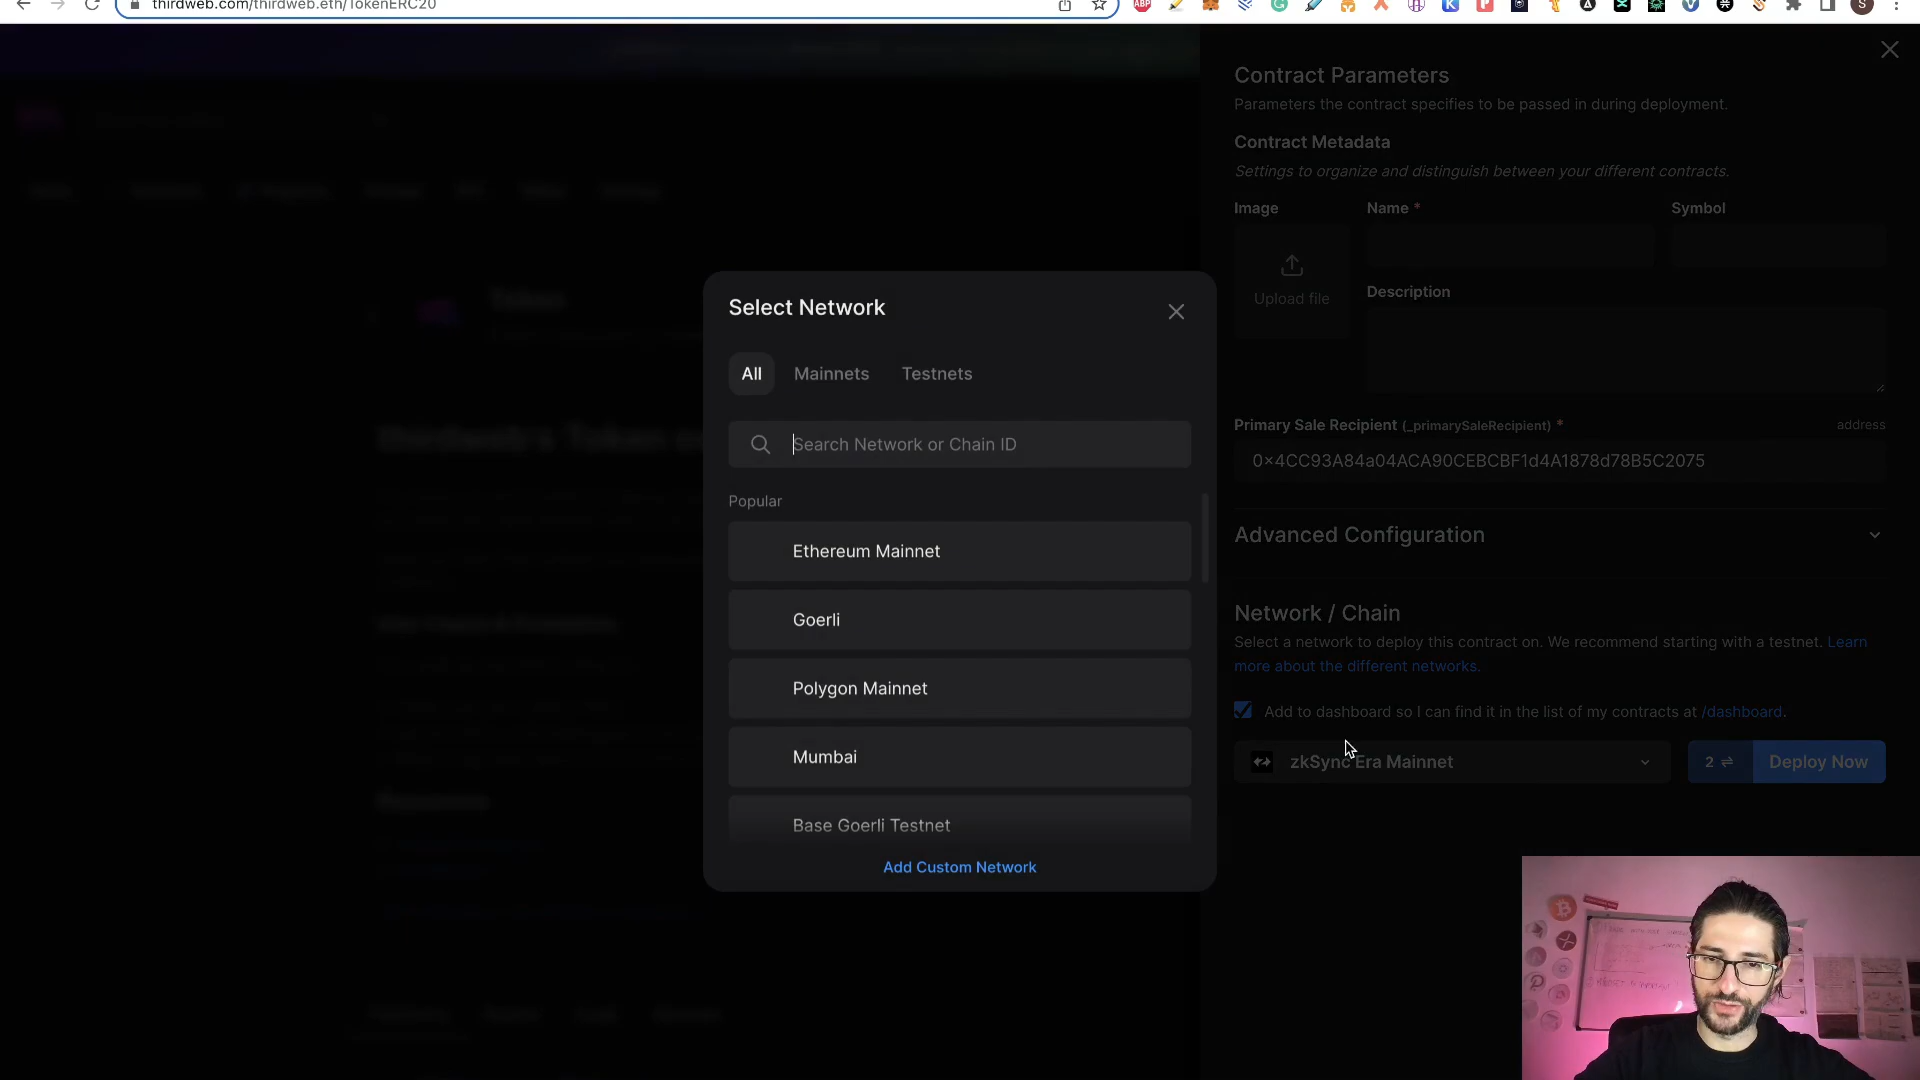 thirdweb.com/thirdweb.eth/TokenERC20
Select Network
All Mainnets Testnets
Search Network or Chain ID
Popular
Ethereum Mainnet
Goerli
Polygon Mainnet
Mumbai
Base Goerli Testnet
Add Custom Network
Contract Parameters
Parameters the contract specifies to be passed in during deployment.
Contract Metadata
Settings to organize and distinguish between your different contracts.
Image Name * Symbol
Upload file
Description
Primary Sale Recipient (_primarySaleRecipient) * address
0x4CC93A84a04ACA90CEBCBF1d4A1878d78B5C2075
Advanced Configuration
Network / Chain
Select a network to deploy this contract on. We recommend starting with a testnet. Learn
more about the different networks.
Add to dashboard so I can find it in the list of my contracts at /dashboard.
zkSync Era Mainnet 2 Deploy Now